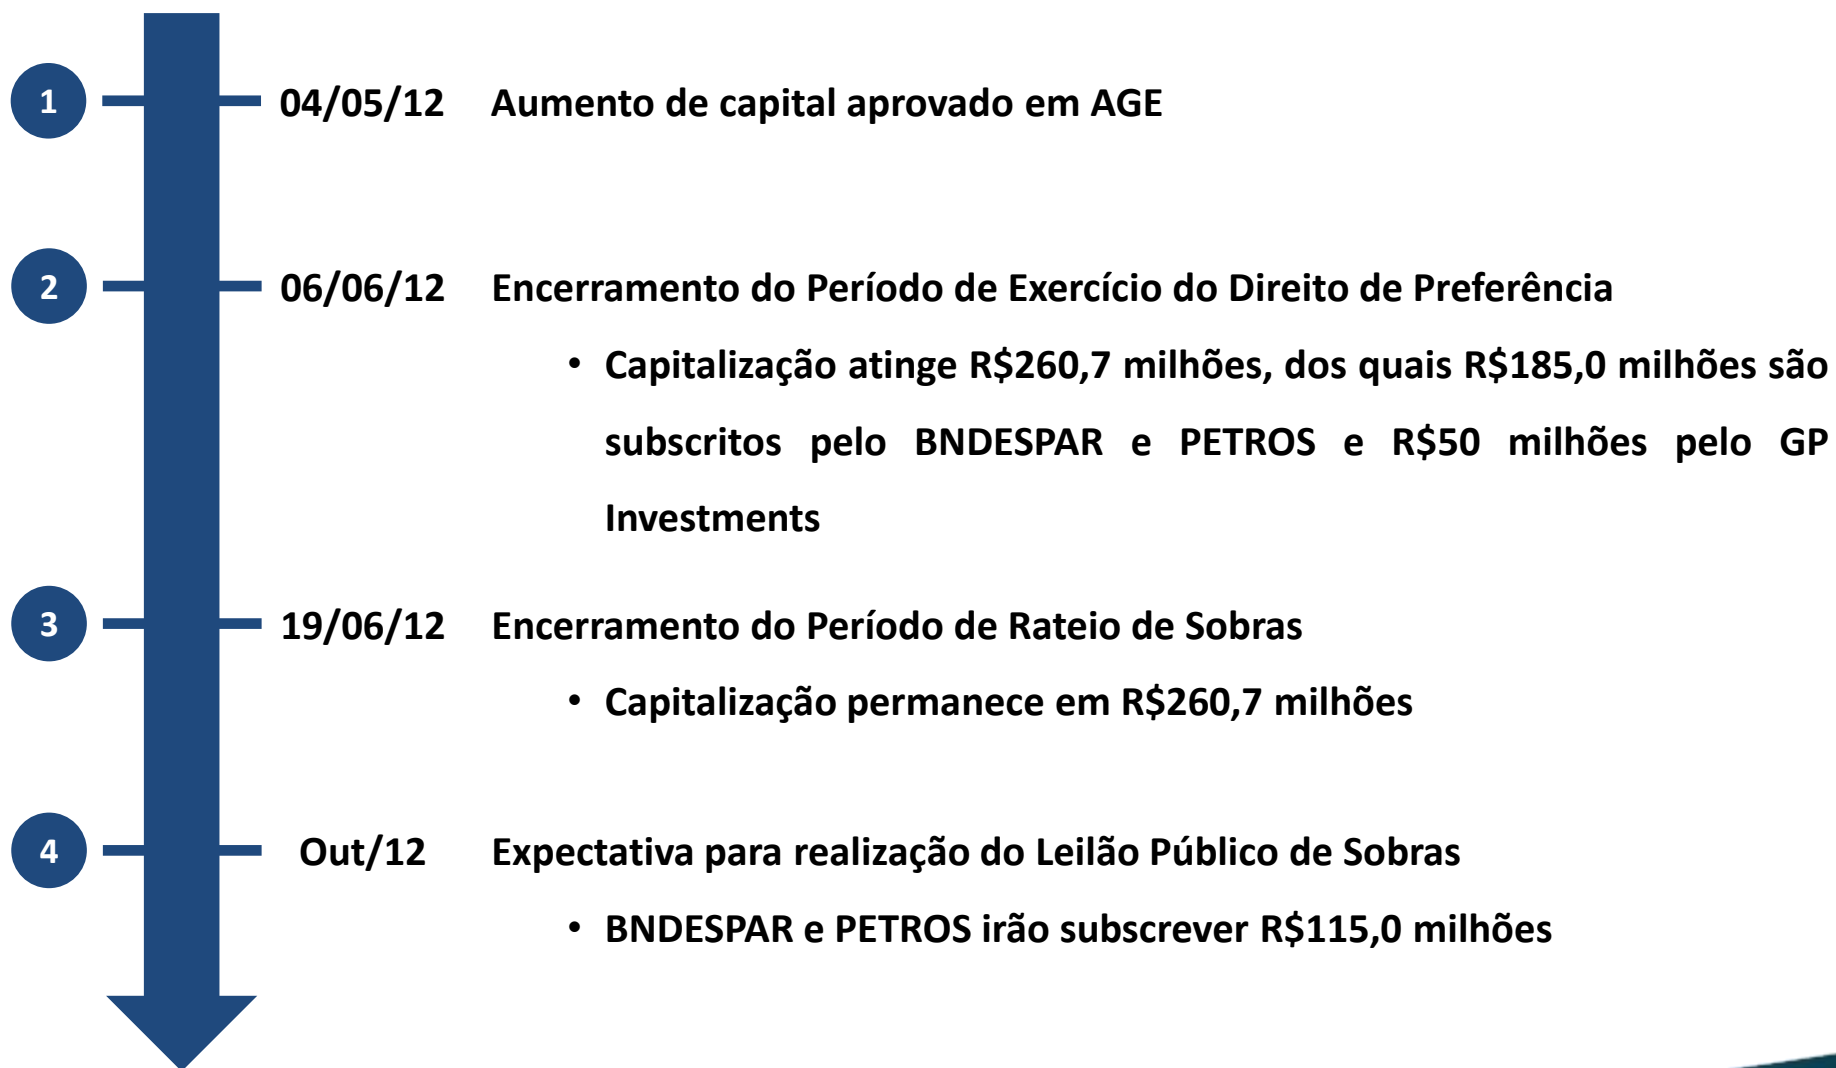 1 04/05/12 Aumento de capital aprovado em AGE
2 06/06/12 Encerramento do Período de Exercício do Direito de Preferência
• Capitalização atinge R$260,7 milhões, dos quais R$185,0 milhões são
subscritos pelo BNDESPAR e PETROS e R$50 milhões pelo GP
Investments
3 19/06/12 Encerramento do Período de Rateio de Sobras
• Capitalização permanece em R$260,7 milhões
4 Out/12 Expectativa para realização do Leilão Público de Sobras
• BNDESPAR e PETROS irão subscrever R$115,0 milhões